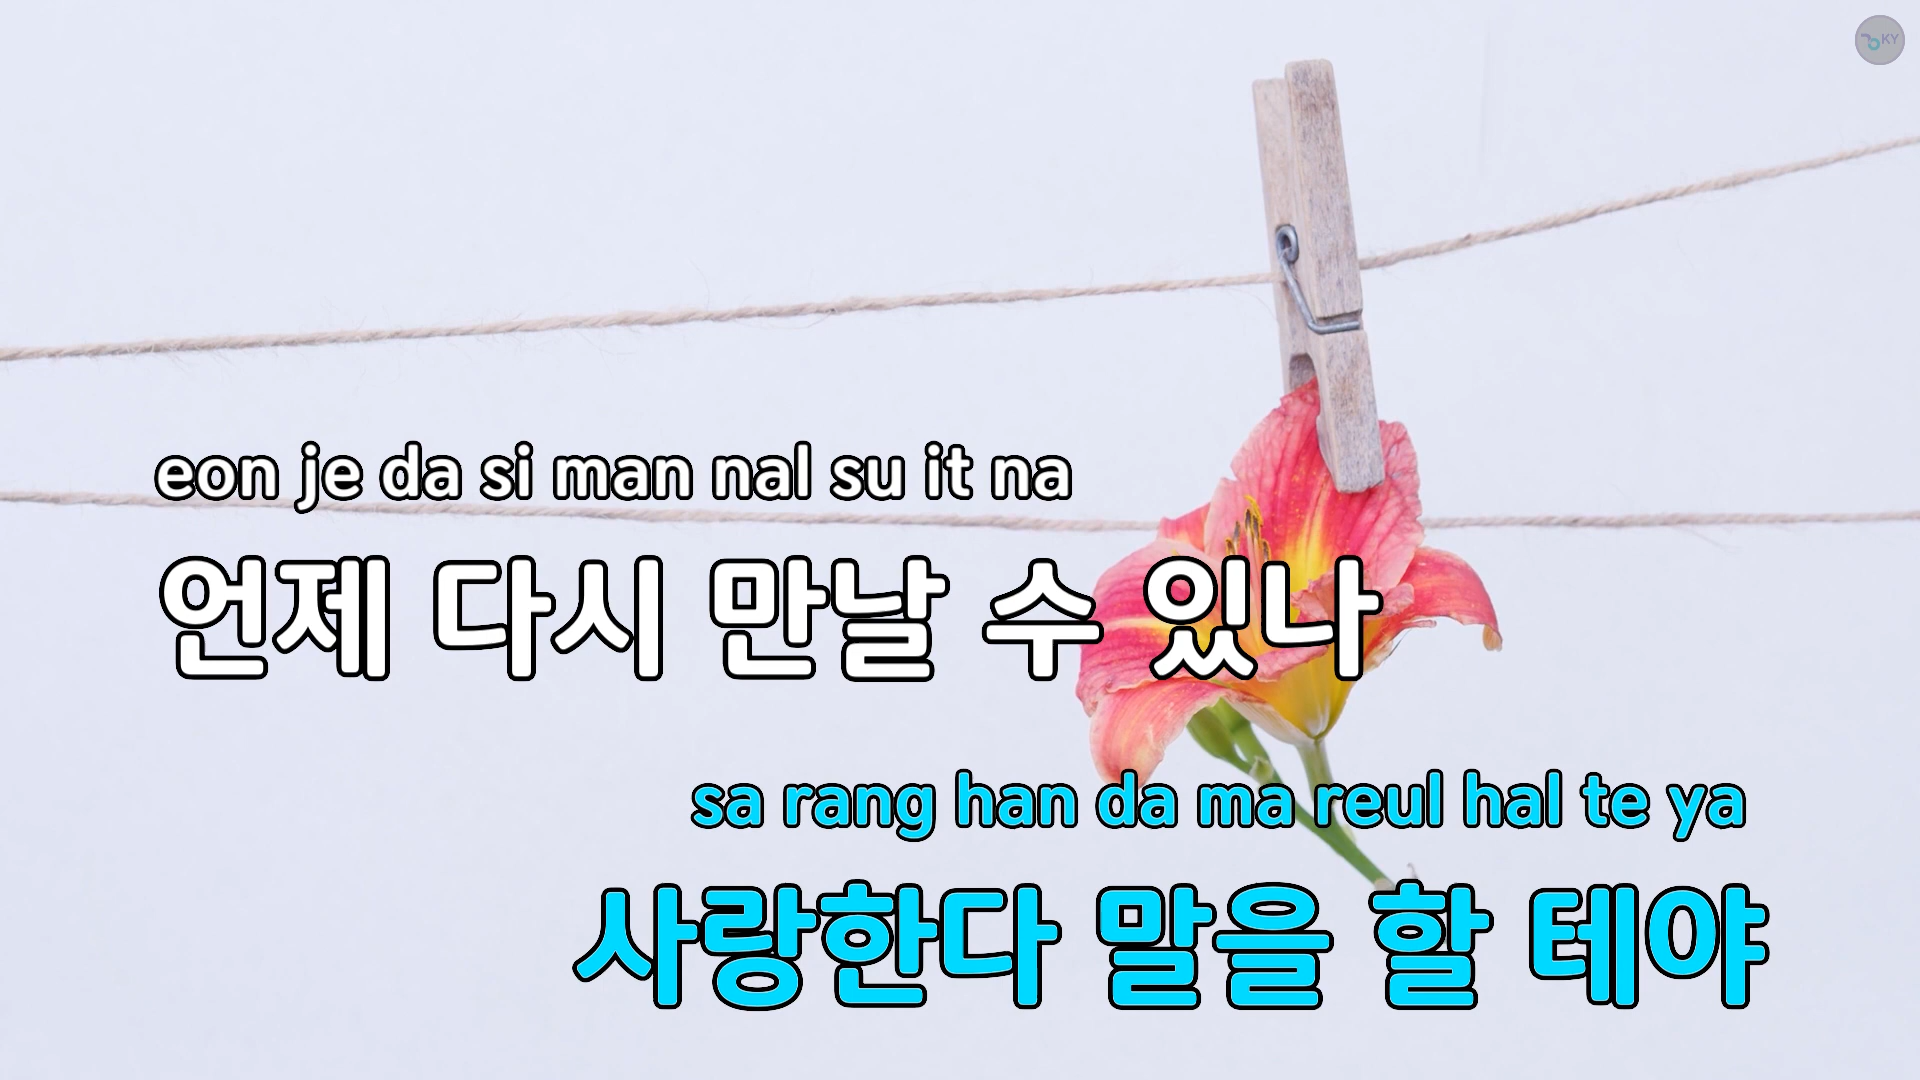 KY
eon je da si man nal su it na
언제 다시 만날 수 있나
sa rang han da ma reul hal te ya
사랑한다 말을 할 테야